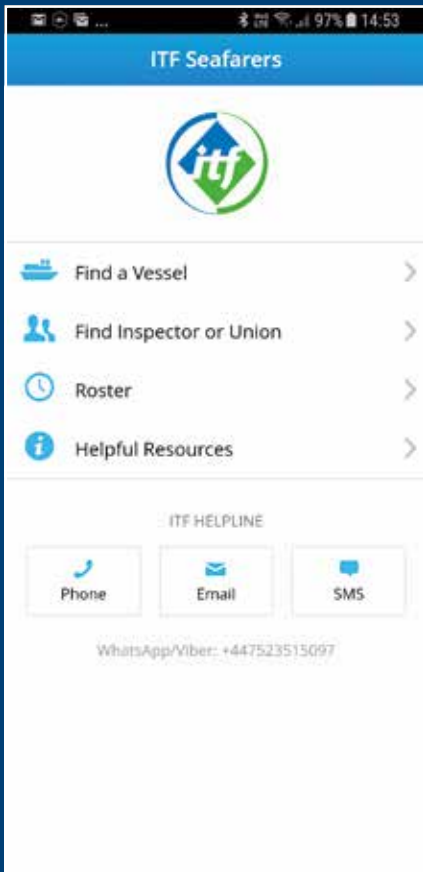 ... 97% 14:53
ITF Seafarers
itf
Find a Vessel
Find Inspector or Union
Roster
Helpful Resources
ITF HELPLINE
Phone Email SMS
WhatsApp/Viber: +447523515097